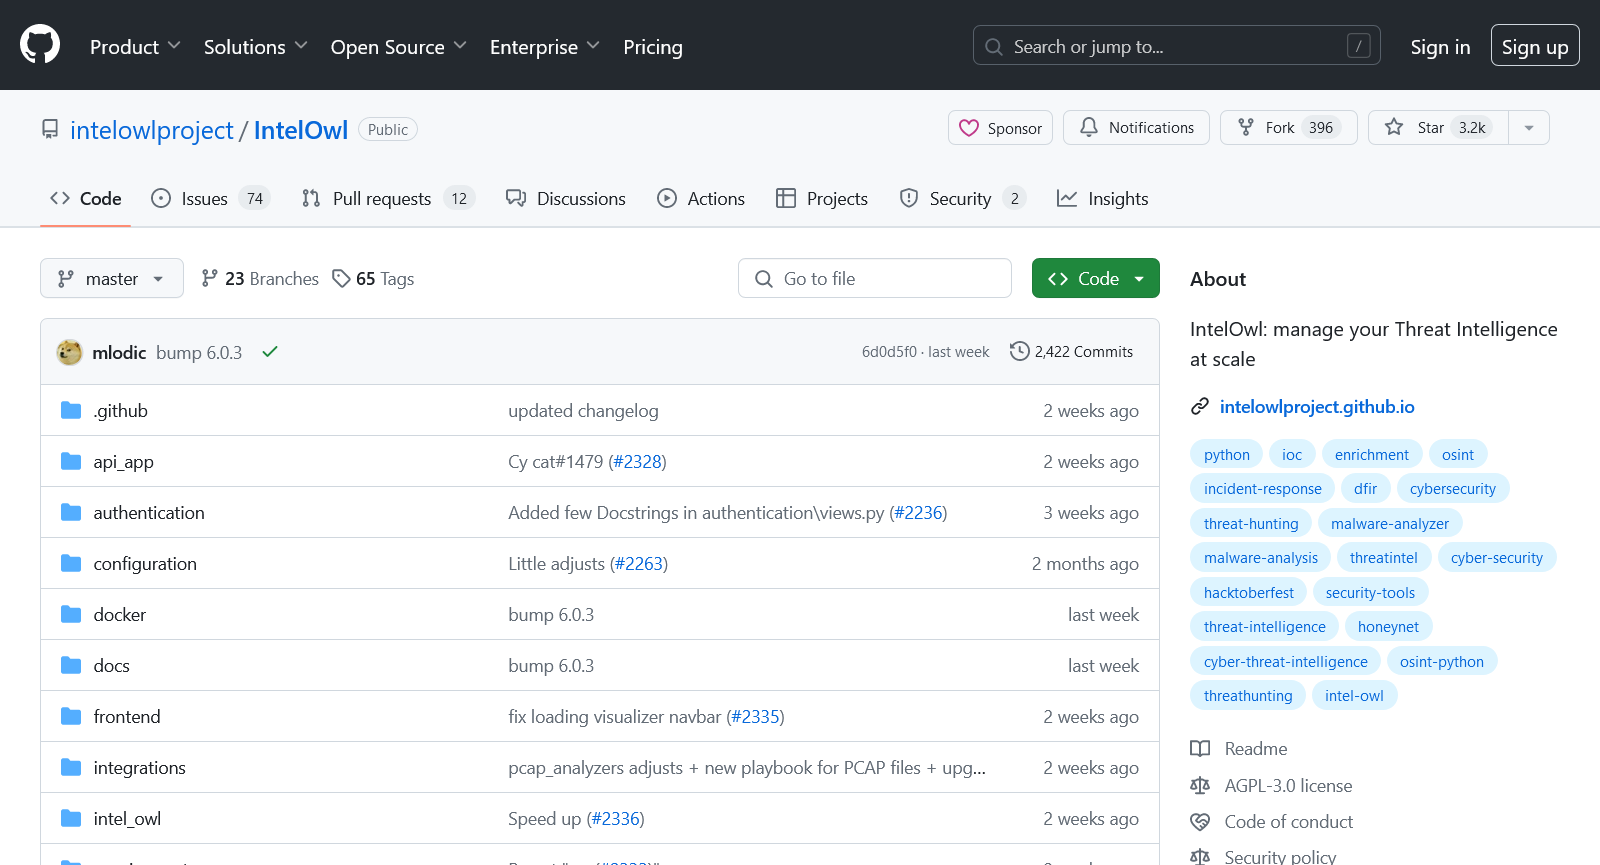 Product Solutions Open Source Enterprise Pricing Search or jump to... / Sign in Sign up
intelowlproject / IntelOwl Public Sponsor Notifications Fork 396 Star 3.2k
Code Issues 74 Pull requests 12 Discussions Actions Projects Security 2 Insights
master 23 Branches 65 Tags Go to file Code
mlodic bump 6.0.3 6d0d5f0 · last week 2,422 Commits
.github updated changelog 2 weeks ago
api_app Cy cat#1479 (#2328) 2 weeks ago
authentication Added few Docstrings in authentication\views.py (#2236) 3 weeks ago
configuration Little adjusts (#2263) 2 months ago
docker bump 6.0.3 last week
docs bump 6.0.3 last week
frontend fix loading visualizer navbar (#2335) 2 weeks ago
integrations pcap_analyzers adjusts + new playbook for PCAP files + upg... 2 weeks ago
intel_owl Speed up (#2336) 2 weeks ago
About
IntelOwl: manage your Threat Intelligence
at scale
intelowlproject.github.io
python ioc enrichment osint
incident-response dfir cybersecurity
threat-hunting malware-analyzer
malware-analysis threatintel cyber-security
hacktoberfest security-tools
threat-intelligence honeynet
cyber-threat-intelligence osint-python
threathunting intel-owl
Readme
AGPL-3.0 license
Code of conduct
Security policy